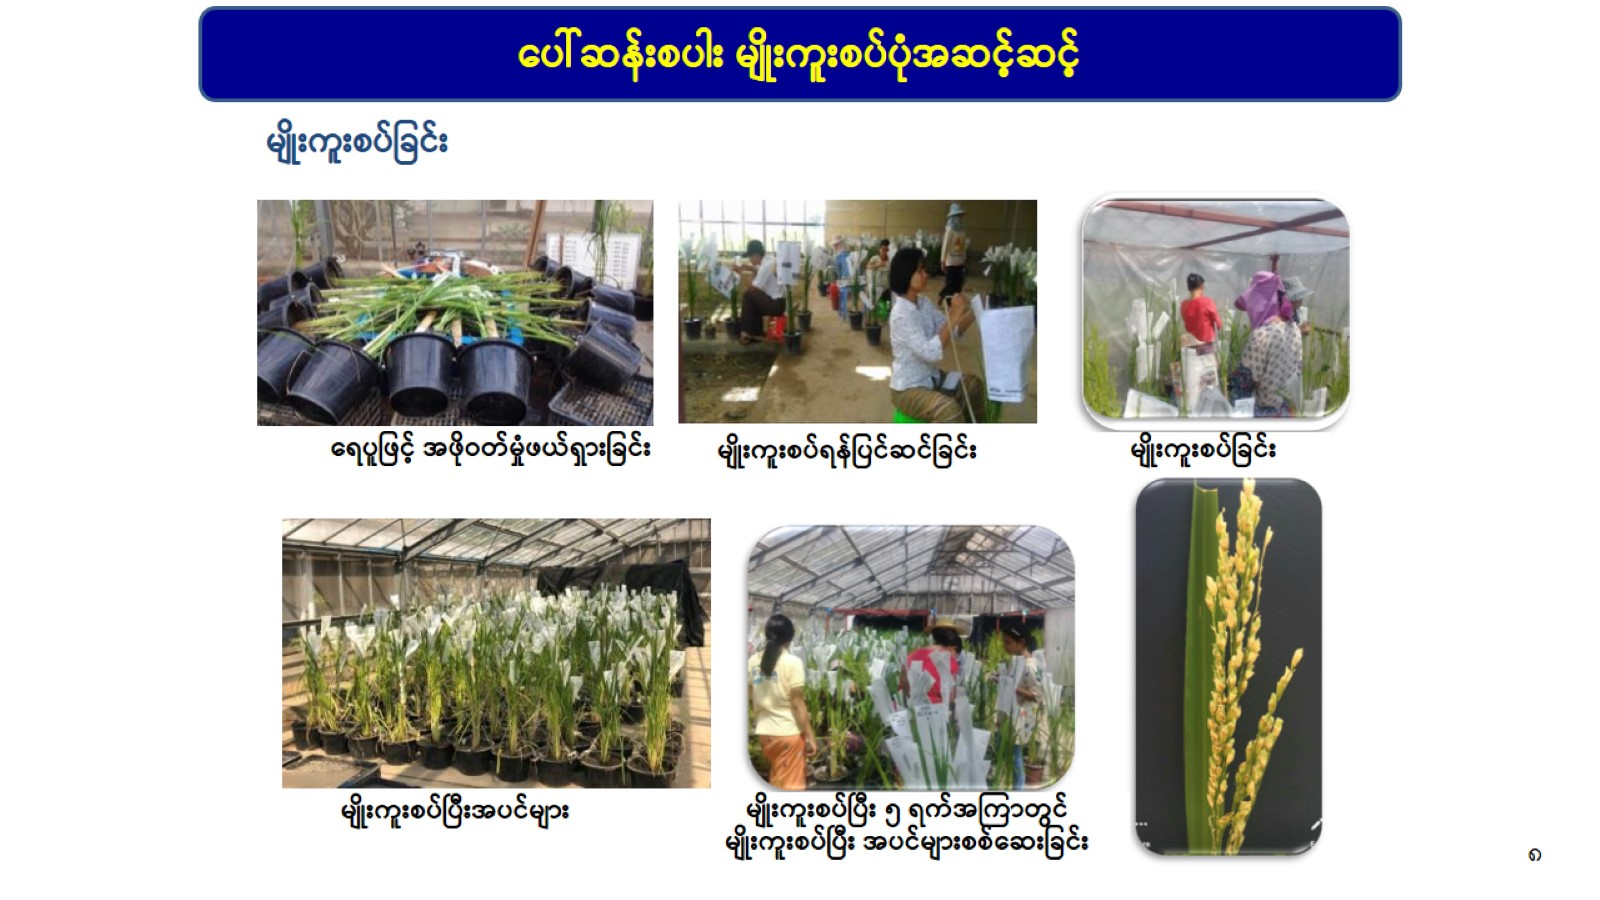 ပေါ်ဆန်းစပါး မျိုးကူးစပ်ပုံအဆင့်ဆင့်
မျိုးကူးစပ်ခြင်း
ရေပူဖြင့် အဖိုဝတ်မှုံဖယ်ရှားခြင်း
မျိုးကူးစပ်ရန်ပြင်ဆင်ခြင်း
မျိုးကူးစပ်ခြင်း
မျိုးကူးစပ်ပြီးအပင်များ
မျိုးကူးစပ်ပြီး ၅ ရက်အကြာတွင်
မျိုးကူးစပ်ပြီး အပင်များစစ်ဆေးခြင်း
၈